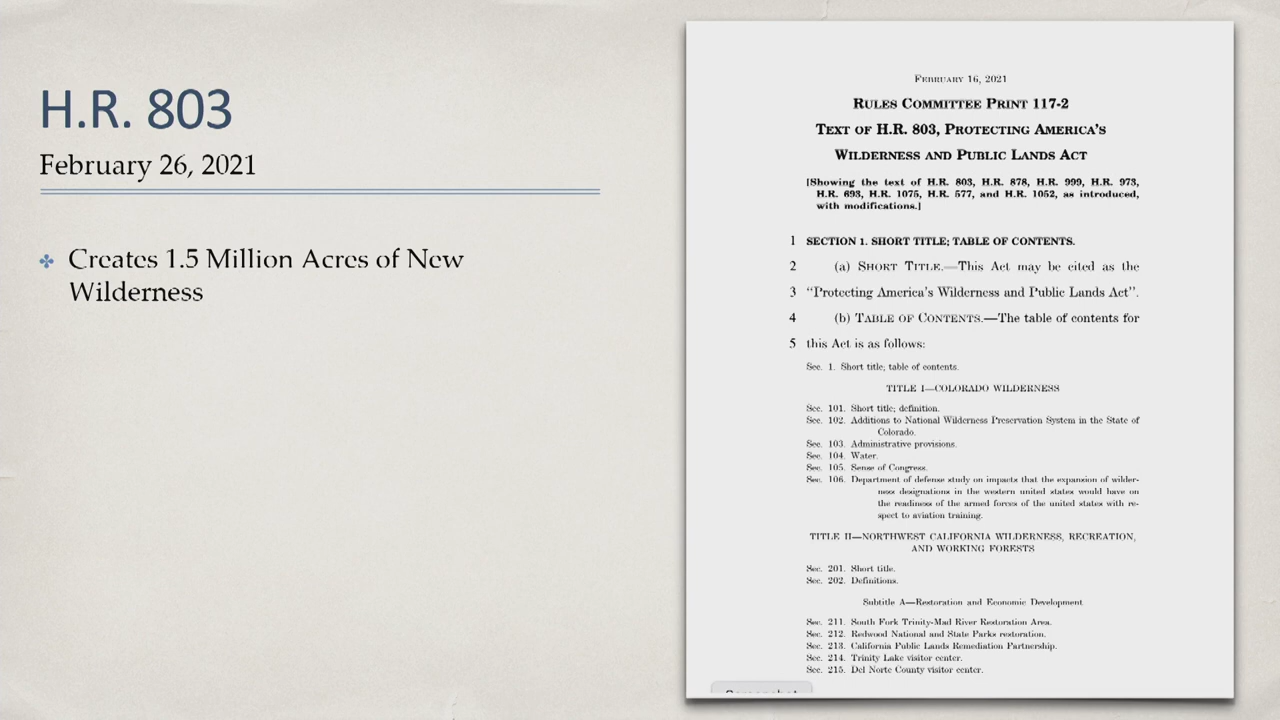 H.R. 803
February 26, 2021
Creates 1.5 Million Acres of New
Wilderness
February 16, 2021
Rules Committee Print 117-2
Text of H.R. 803, Protecting America's
Wilderness and Public Lands Act
[Showing the text of H.R. 803, H.R. 878, H.R. 999, H.R. 973,
H.R. 693, H.R. 1075, H.R. 577, and H.R. 1052, as introduced,
with modifications.]
1 SECTION 1. SHORT TITLE; TABLE OF CONTENTS.
2 (a) Short Title.—This Act may be cited as the
3 “Protecting America's Wilderness and Public Lands Act”.
4 (b) Table of Contents.—The table of contents for
5 this Act is as follows:
Sec. 1. Short title; table of contents.
TITLE I—COLORADO WILDERNESS
Sec. 101. Short title; definition.
Sec. 102. Additions to National Wilderness Preservation System in the State of
Colorado.
Sec. 103. Administrative provisions.
Sec. 104. Water.
Sec. 105. Sense of Congress.
Sec. 106. Department of defense study on impacts that the expansion of wilder-
ness designations in the western united states would have on
the readiness of the armed forces of the united states with re-
spect to aviation training.
TITLE II—NORTHWEST CALIFORNIA WILDERNESS, RECREATION,
AND WORKING FORESTS
Sec. 201. Short title.
Sec. 202. Definitions.
Subtitle A—Restoration and Economic Development
Sec. 211. South Fork Trinity-Mad River Restoration Area.
Sec. 212. Redwood National and State Parks restoration.
Sec. 213. California Public Lands Remediation Partnership.
Sec. 214. Trinity Lake visitor center.
Sec. 215. Del Norte County visitor center.